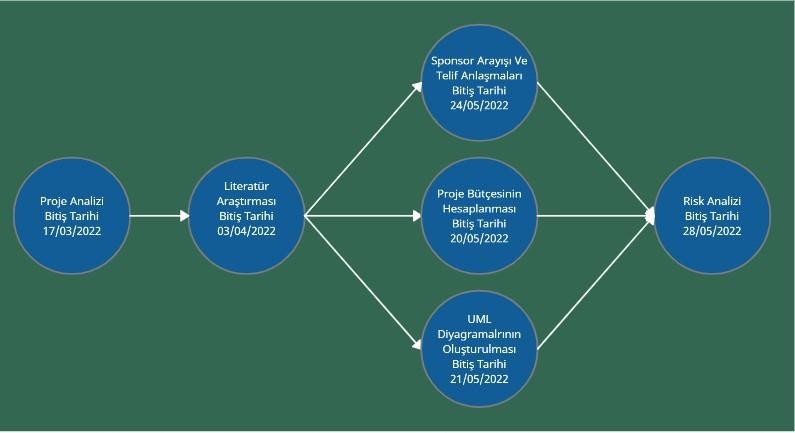 Proje Analizi
Bitiş Tarihi
17/03/2022
Literatür
Araştırması
Bitiş Tarihi
03/04/2022
Sponsor Arayışı Ve
Telif Anlaşmaları
Bitiş Tarihi
24/05/2022
Proje Bütçesinin
Hesaplanması
Bitiş Tarihi
20/05/2022
UML
Diyagramalrının
Oluşturulması
Bitiş Tarihi
21/05/2022
Risk Analizi
Bitiş Tarihi
28/05/2022